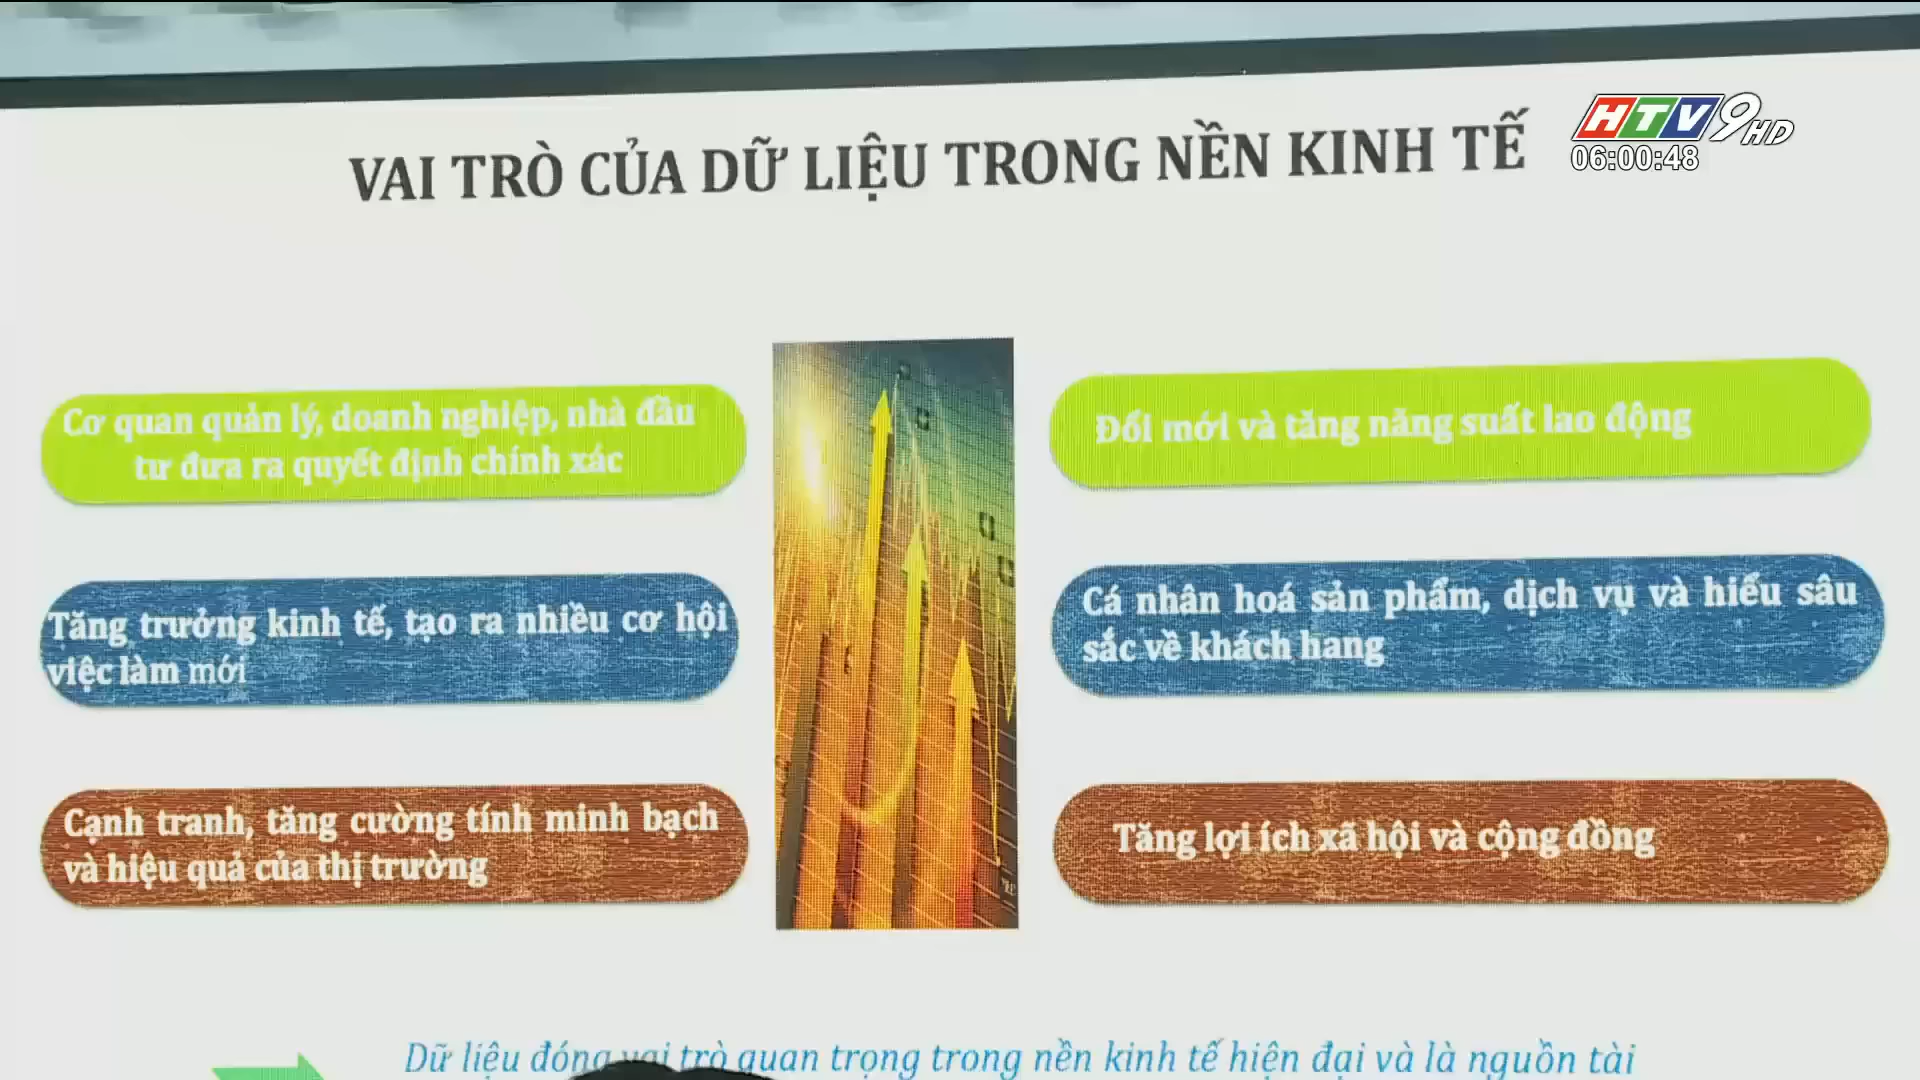 HTV9 HD
06:00:48
VAI TRÒ CỦA DỮ LIỆU TRONG NỀN KINH TẾ
Cơ quan quản lý, doanh nghiệp, nhà đầu
tư đưa ra quyết định chính xác
Tăng trưởng kinh tế, tạo ra nhiều cơ hội
việc làm mới
Cạnh tranh, tăng cường tính minh bạch
và hiệu quả của thị trường
Đổi mới và tăng năng suất lao động
Cá nhân hoá sản phẩm, dịch vụ và hiểu sâu
sắc về khách hang
Tăng lợi ích xã hội và cộng đồng
Dữ liệu đóng vai trò quan trọng trong nền kinh tế hiện đại và là nguồn tài